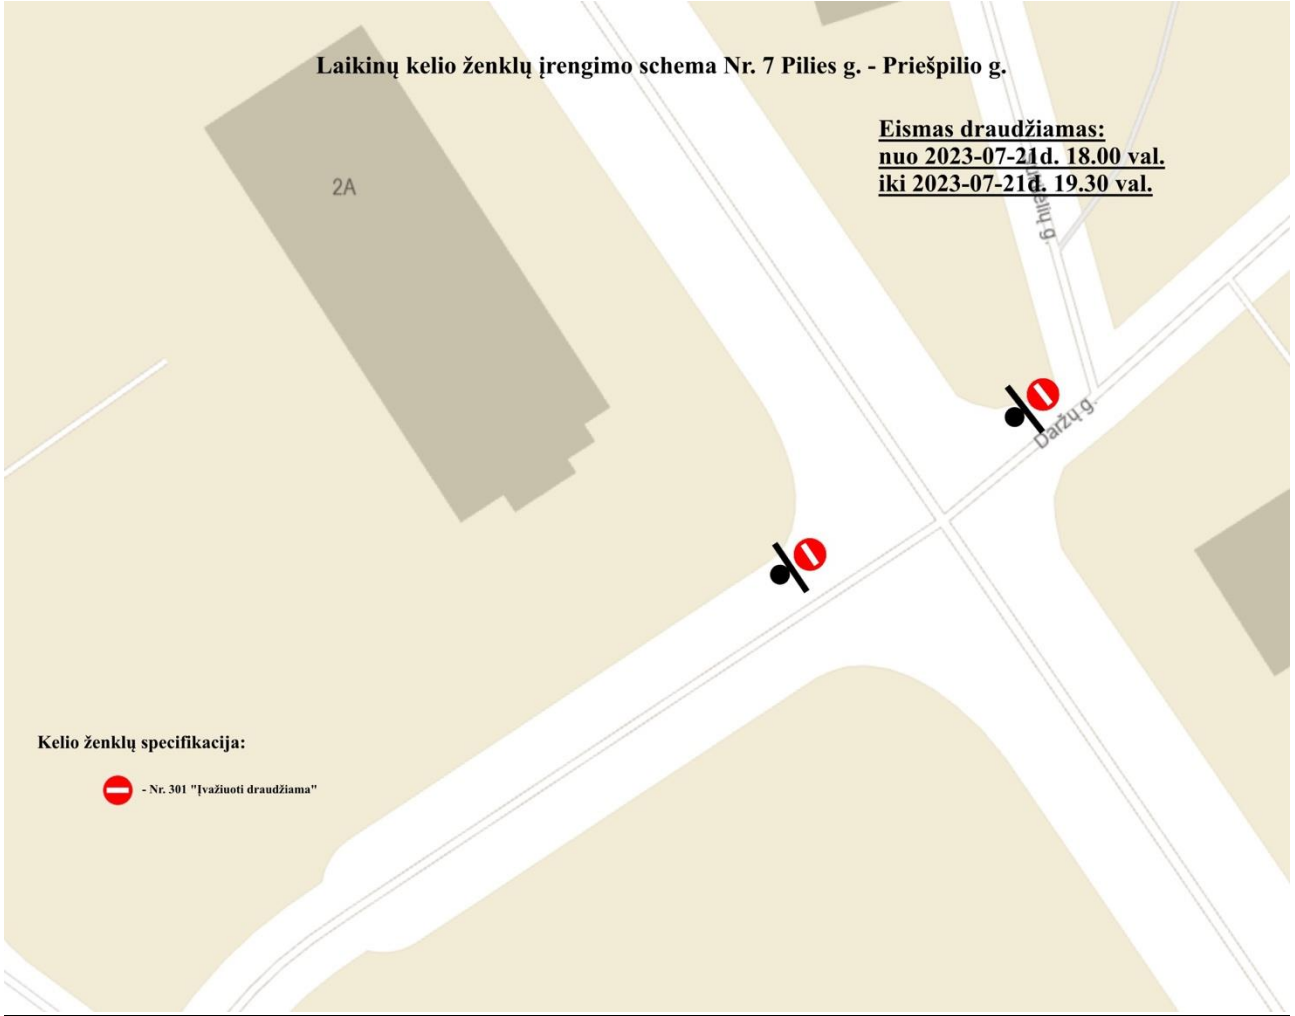 Laikinų kelio ženklų įrengimo schema Nr. 7 Pilies g. - Priešpilio g.
Eismas draudžiamas:
nuo 2023-07-21d. 18.00 val.
iki 2023-07-21d. 19.30 val.
2A
g.
Daržų g.
Kelio ženklų specifikacija:
- Nr. 301 "Įvažiuoti draudžiama"